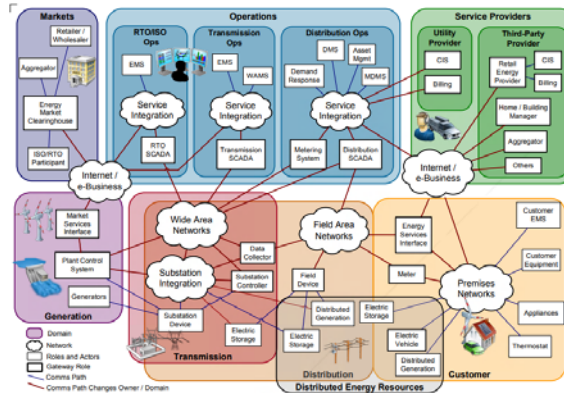 Markets
Retailer /
Wholesaler
Aggregator
Energy
Market
Clearinghouse
ISO/RTO
Participant
Internet /
e-Business
Operations
RTO/ISO
Ops
EMS
Service
Integration
RTO
SCADA
Transmission
Ops
EMS
WAMS
Service
Integration
Transmission
SCADA
Distribution Ops
DMS
Asset
Mgmt
Demand
Response
MDMS
Service
Integration
Metering
System
Distribution
SCADA
Service Providers
Utility
Provider
CIS
Billing
Third-Party
Provider
Retail
Energy
Provider
CIS
Billing
Home / Building
Manager
Aggregator
Others
Internet /
e-Business
Market
Services
Interface
Plant Control
System
Generators
Generation
Wide Area
Networks
Substation
Integration
Substation
Device
Data
Collector
Substation
Controller
Electric
Storage
Transmission
Field Area
Networks
Field
Device
Distributed
Generation
Electric
Storage
Distribution
Energy
Services
Interface
Meter
Premises
Networks
Customer
EMS
Customer
Equipment
Appliances
Thermostat
Electric
Storage
Electric
Vehicle
Distributed
Generation
Distributed Energy Resources
Customer
Domain
Network
Roles and Actors
Gateway Role
Comms Path
Comms Path Changes Owner / Domain